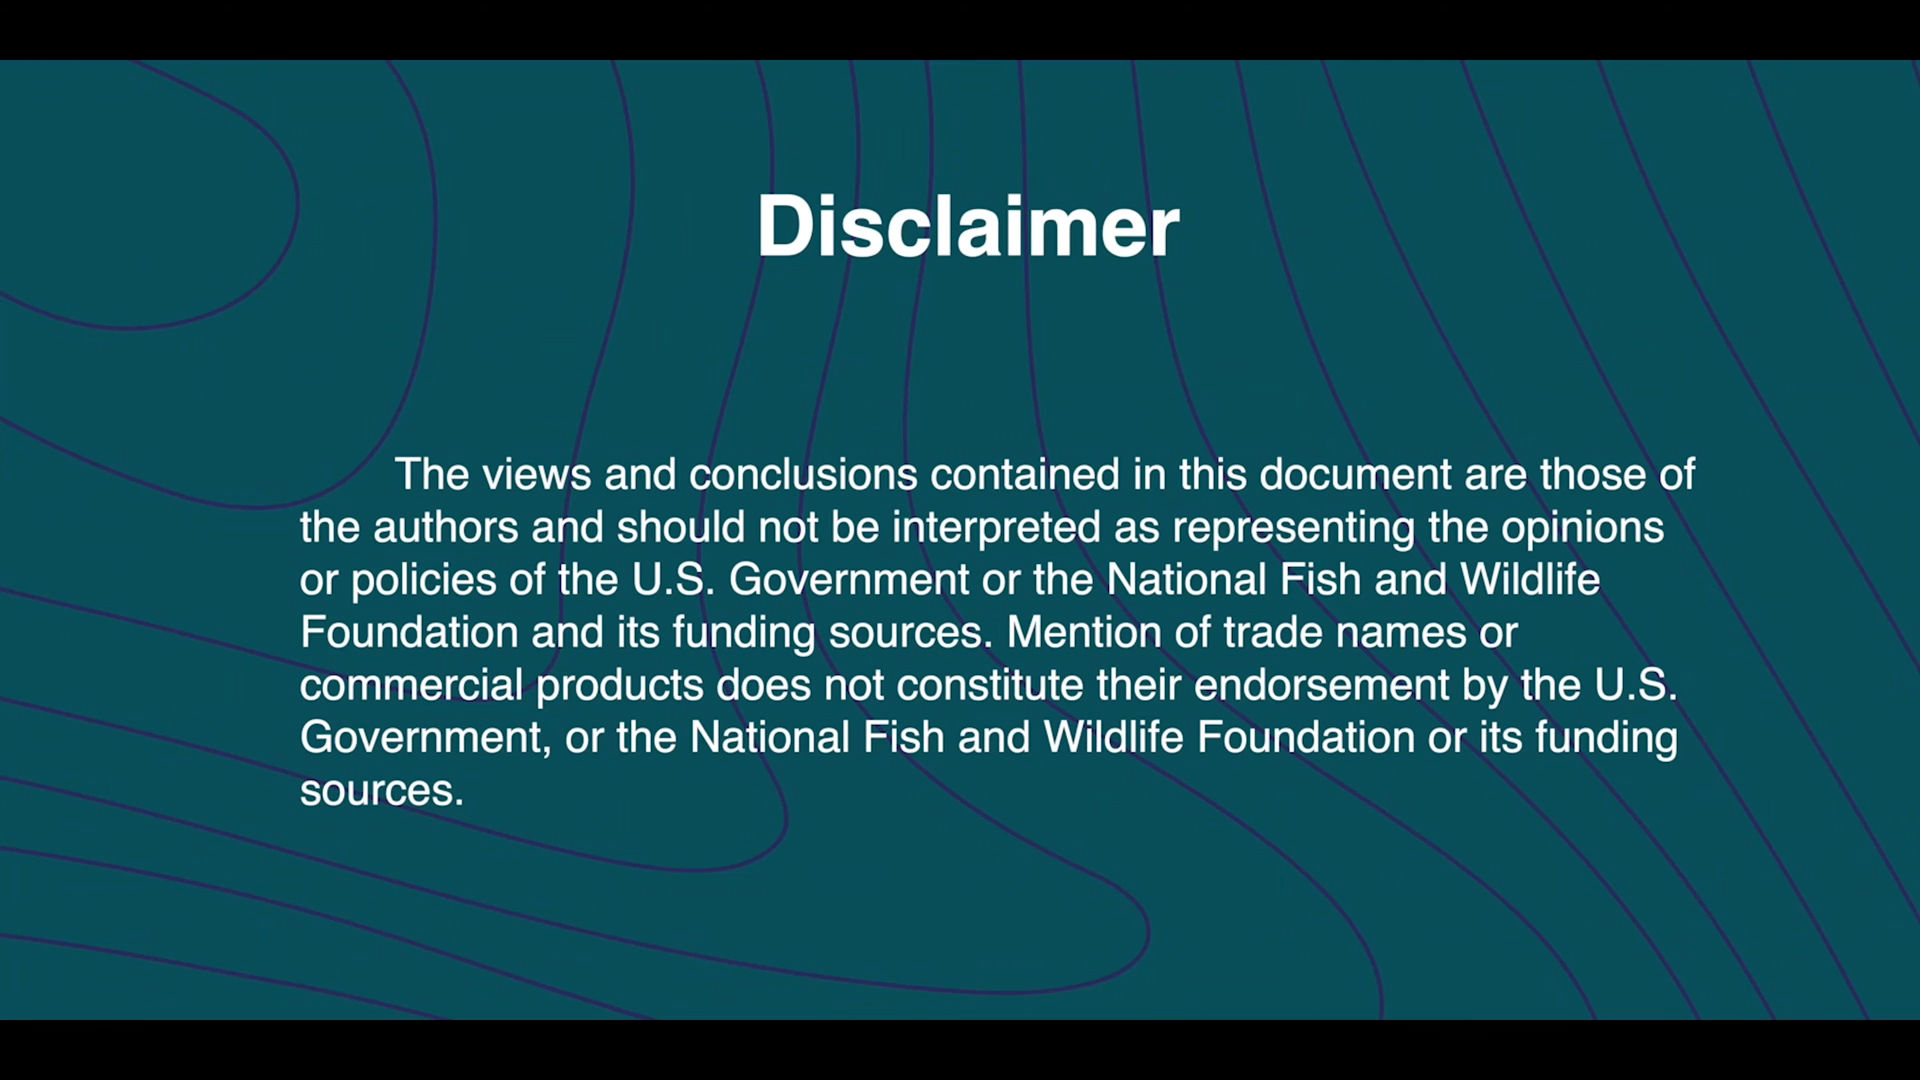 Disclaimer
The views and conclusions contained in this document are those of
the authors and should not be interpreted as representing the opinions
or policies of the U.S. Government or the National Fish and Wildlife
Foundation and its funding sources. Mention of trade names or
commercial products does not constitute their endorsement by the U.S.
Government, or the National Fish and Wildlife Foundation or its funding
sources.